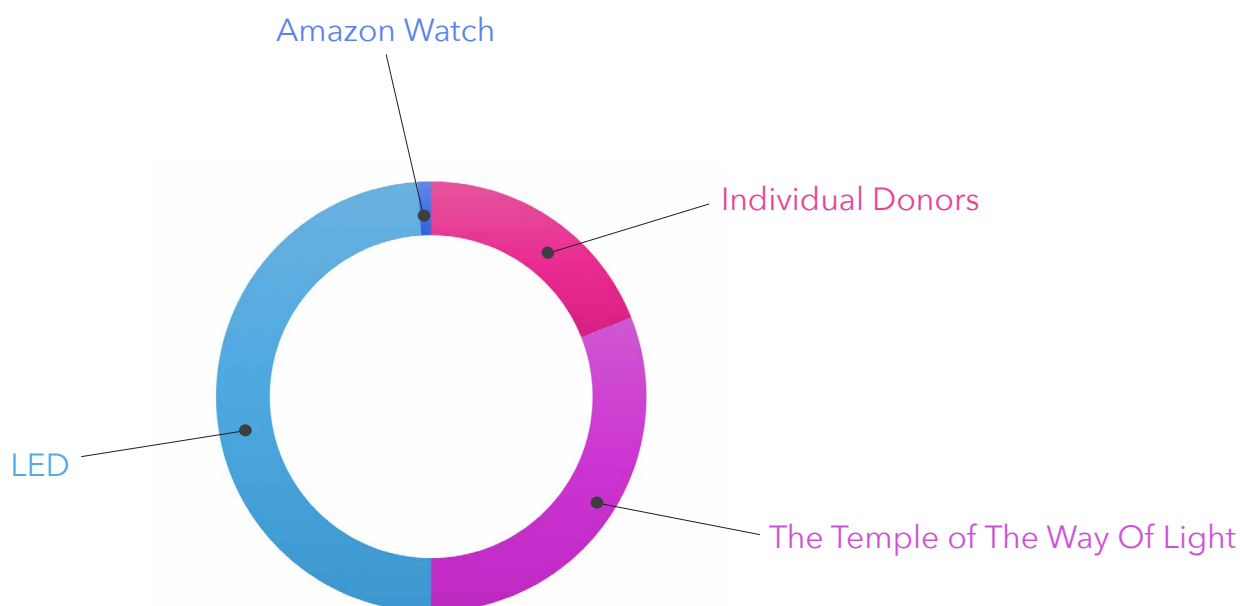 Amazon Watch
Individual Donors
LED
The Temple of The Way Of Light